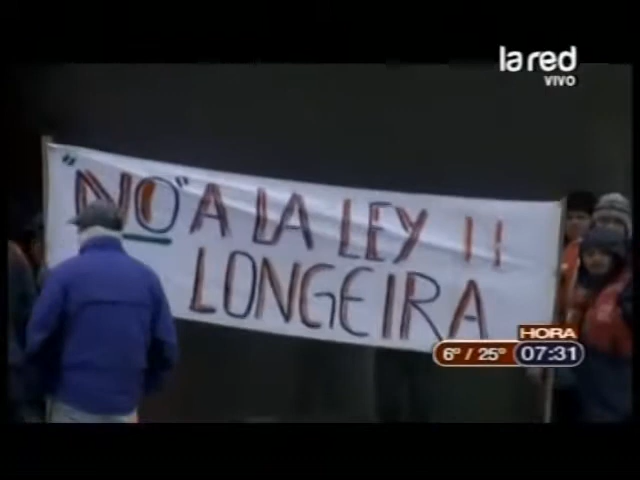 la red
VIVO
"NO" A LA LEY !!
LONGEIRA
HORA
6° / 25° 07:31